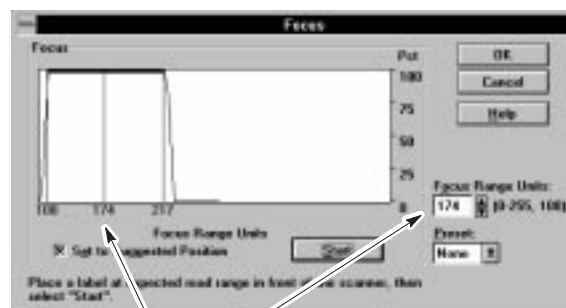 Focus
Focus
Pct
100
75
50
25
0
100 174 217
Focus Range Units
Set to Suggested Position
Start
Place a label at expected read range in front of the scanner, then
select "Start".
OK
Cancel
Help
Focus Range Units:
174 (0-255, 100)
Preset:
None